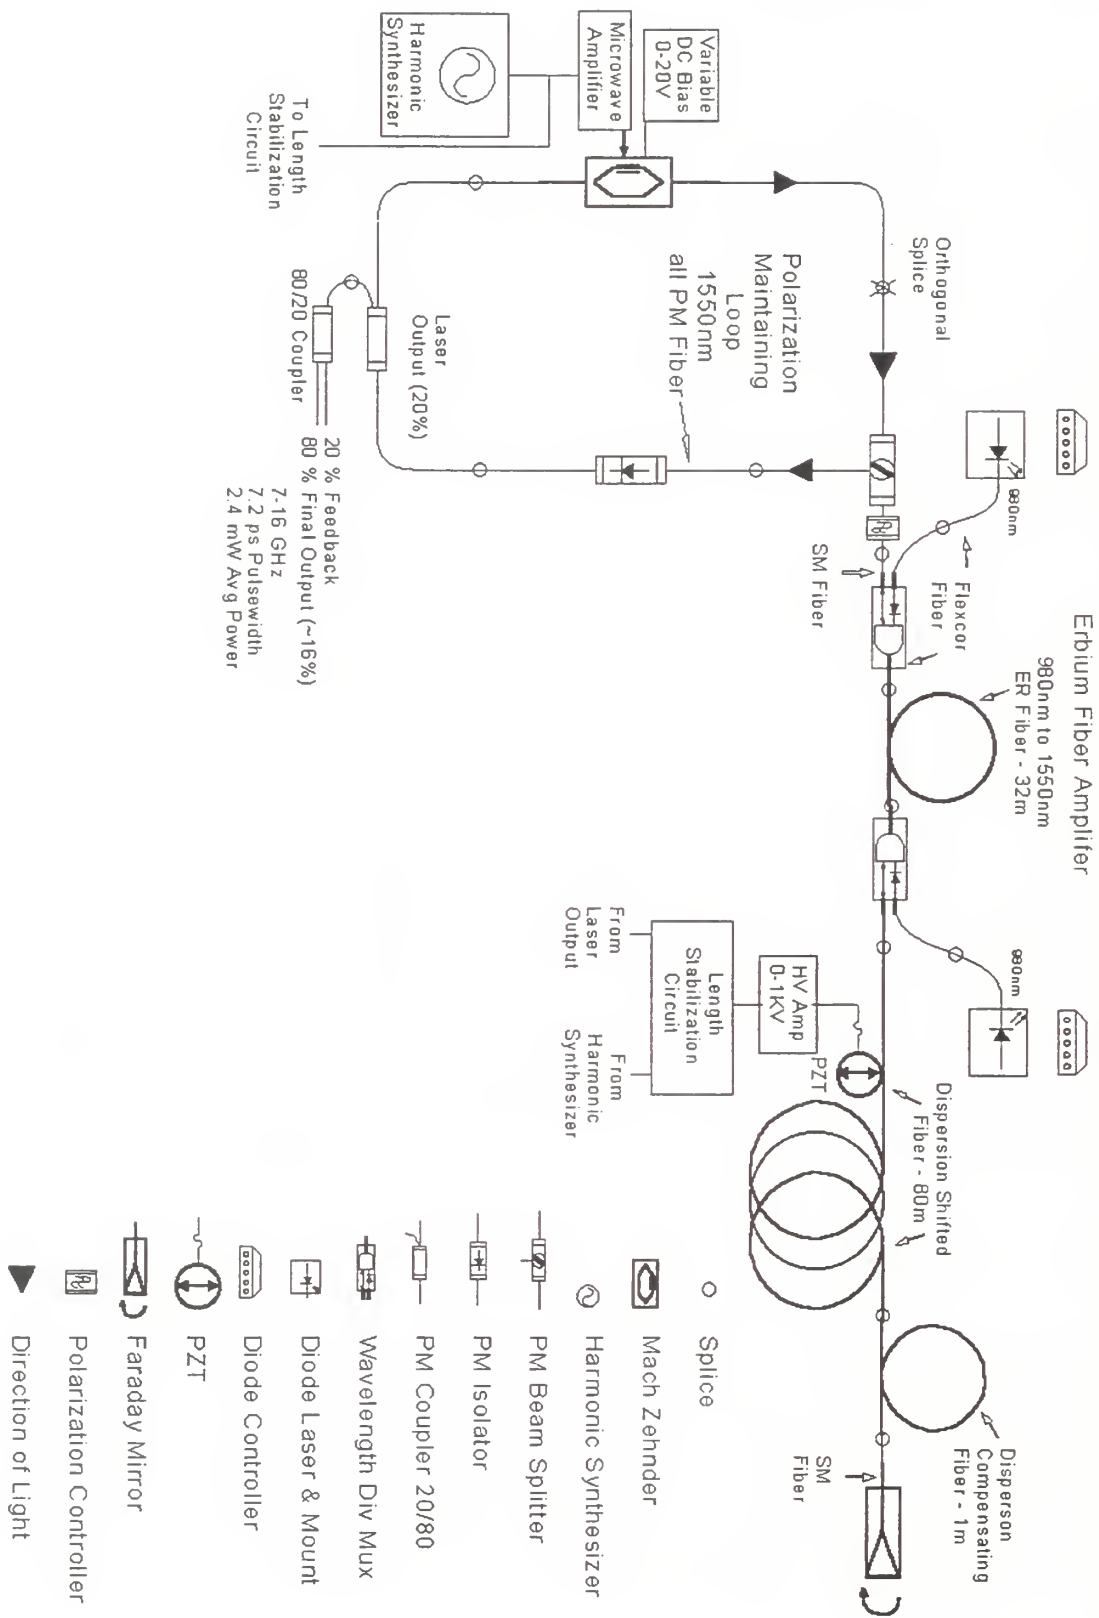 Erbium Fiber Amplifer
980nm to 1550nm
ER Fiber - 32m
980nm
Flexcor
Fiber
SM Fiber
980nm
Orthogonal
Splice
Variable
DC Bias
0-20V
Microwave
Amplifier
Harmonic
Synthesizer
To Length
Stabilization
Circuit
Polarization
Maintaining
Loop
1550nm
all PM Fiber
Laser
Output (20%)
80/20 Coupler
20 % Feedback
80 % Final Output (~16%)
7-16 GHz
7.2 ps Pulsewidth
2.4 mW Avg Power
Dispersion Shifted
Fiber - 80m
PZT
HV Amp
0-1KV
Length
Stabilization
Circuit
From
Laser
Output
From
Harmonic
Synthesizer
Disperson
Compensating
Fiber - 1m
SM
Fiber
Splice
Mach Zehnder
Harmonic Synthesizer
PM Beam Splitter
PM Isolator
PM Coupler 20/80
Wavelength Div Mux
Diode Laser & Mount
Diode Controller
PZT
Faraday Mirror
Polarization Controller
Direction of Light